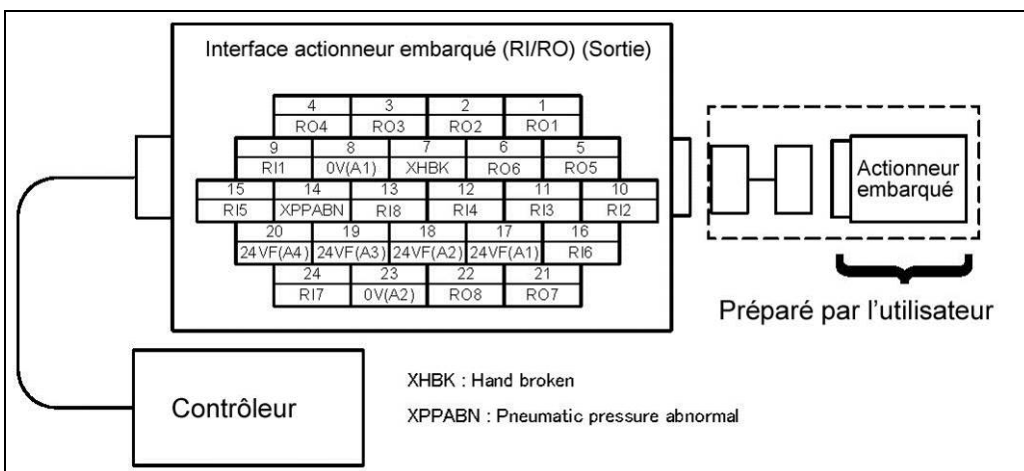 Interface actionneur embarqué (RI/RO) (Sortie)
4 3 2 1
RO4 RO3 RO2 RO1
9 8 7 6 5
RI1 0V(A1) XHBK RO6 RO5
15 14 13 12 11 10
RI5 XPPABN RI8 RI4 RI3 RI2
20 19 18 17 16
24VF(A4) 24VF(A3) 24VF(A2) 24VF(A1) RI6
24 23 22 21
RI7 0V(A2) RO8 RO7
Actionneur
embarqué
Préparé par l'utilisateur
Contrôleur
XHBK : Hand broken
XPPABN : Pneumatic pressure abnormal